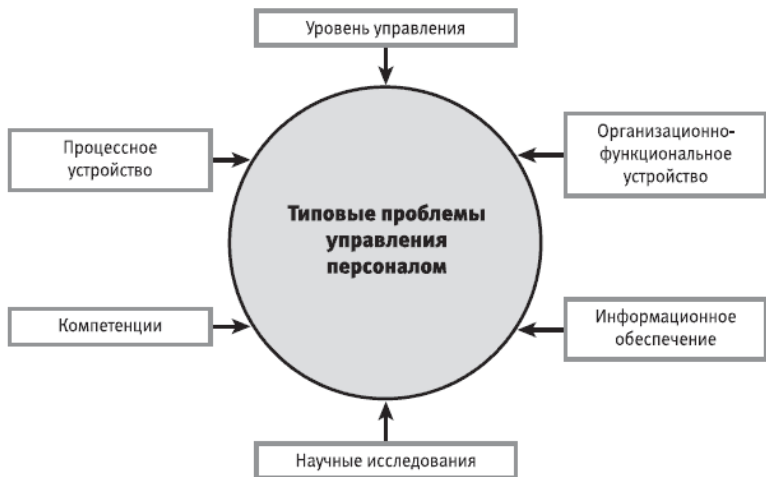 Уровень управления
Процессное
устройство
Организационно-
функциональное
устройство
Типовые проблемы
управления
персоналом
Компетенции
Информационное
обеспечение
Научные исследования